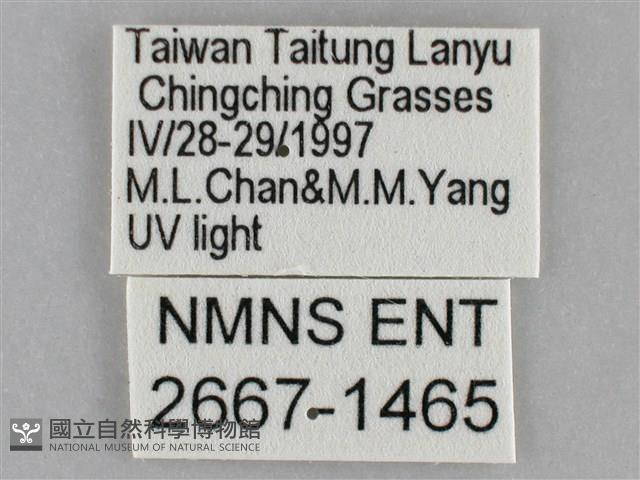 Taiwan Taitung Lanyu
Chingching Grasses
IV/28-29/1997
M.L.Chan&M.M.Yang
UV light
NMNS ENT
2667-1465
國立自然科學博物館
NATIONAL MUSEUM OF NATURAL SCIENCE